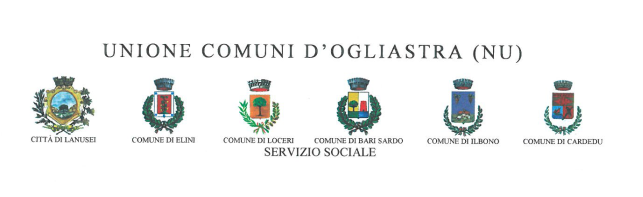 UNIONE COMUNI D'OGLIASTRA (NU)
CITTÀ DI LANUSEI COMUNE DI ELINI COMUNE DI LOCERI COMUNE DI BARI SARDO COMUNE DI ILBONO COMUNE DI CARDEDU
SERVIZIO SOCIALE